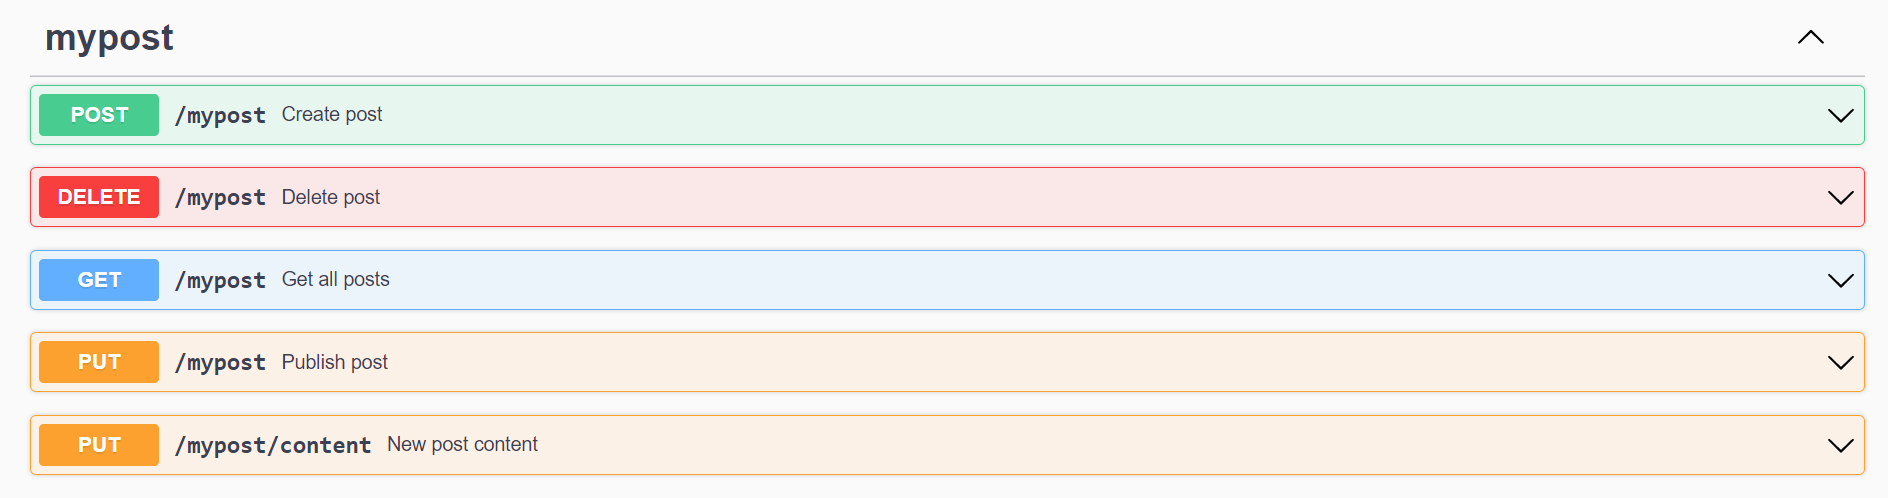 mypost
POST /mypost Create post
DELETE /mypost Delete post
GET /mypost Get all posts
PUT /mypost Publish post
PUT /mypost/content New post content